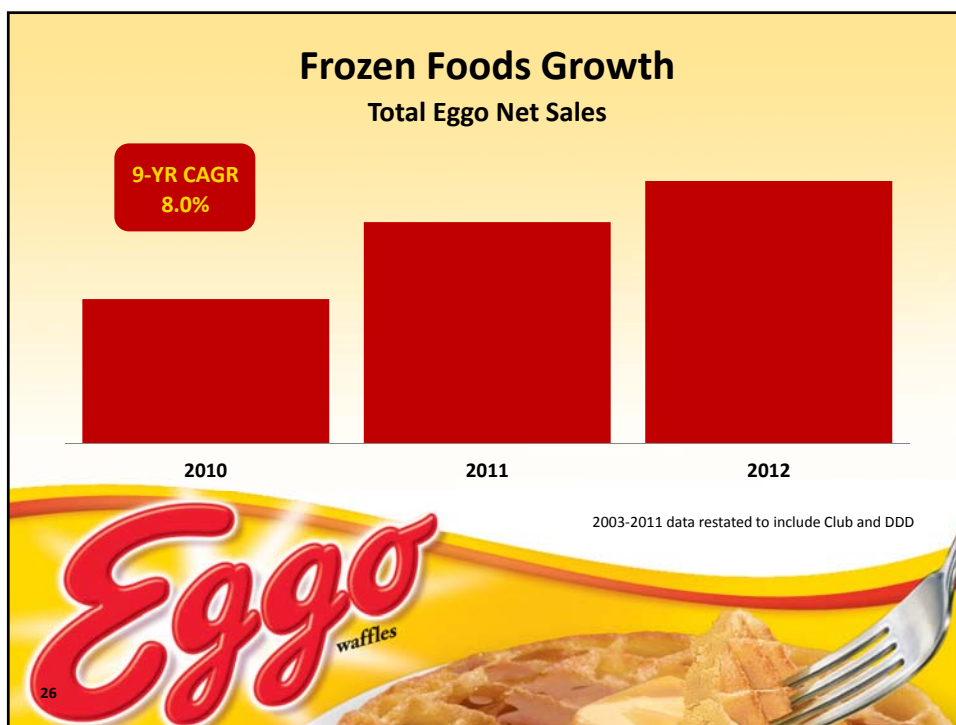 Frozen Foods Growth
Total Eggo Net Sales
9-YR CAGR
8.0%
2010
2011
2012
2003-2011 data restated to include Club and DDD
Eggo
waffles
26